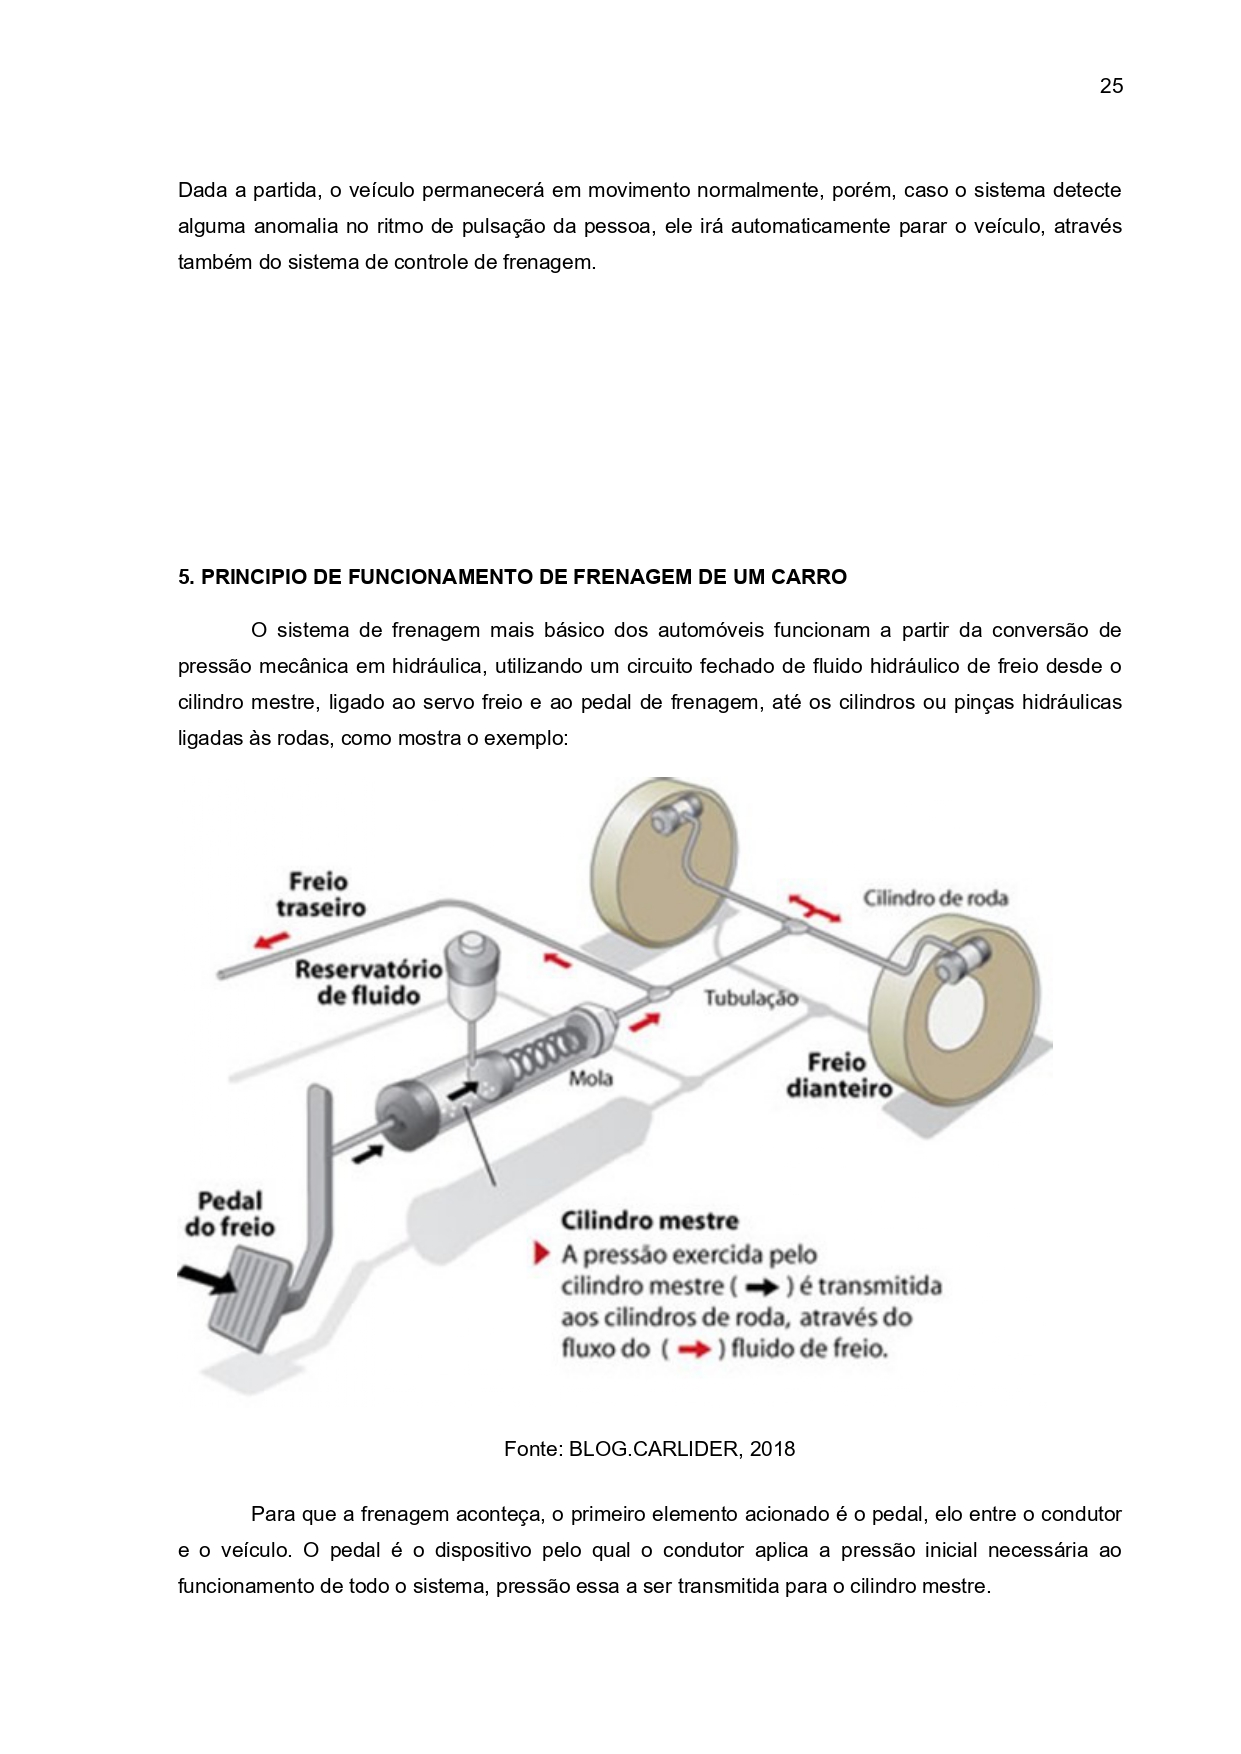 25
Dada a partida, o veículo permanecerá em movimento normalmente, porém, caso o sistema detecte
alguma anomalia no ritmo de pulsação da pessoa, ele irá automaticamente parar o veículo, através
também do sistema de controle de frenagem.
5. PRINCIPIO DE FUNCIONAMENTO DE FRENAGEM DE UM CARRO
O sistema de frenagem mais básico dos automóveis funcionam a partir da conversão de
pressão mecânica em hidráulica, utilizando um circuito fechado de fluido hidráulico de freio desde o
cilindro mestre, ligado ao servo freio e ao pedal de frenagem, até os cilindros ou pinças hidráulicas
ligadas às rodas, como mostra o exemplo:
Freio
traseiro
Cilindro de roda
Reservatório
de fluido
Tubulação
Mola
Freio
dianteiro
Pedal
do freio
Cilindro mestre
A pressão exercida pelo
cilindro mestre ( ) é transmitida
aos cilindros de roda, através do
fluxo do ( ) fluido de freio.
Fonte: BLOG.CARLIDER, 2018
Para que a frenagem aconteça, o primeiro elemento acionado é o pedal, elo entre o condutor
e o veículo. O pedal é o dispositivo pelo qual o condutor aplica a pressão inicial necessária ao
funcionamento de todo o sistema, pressão essa a ser transmitida para o cilindro mestre.